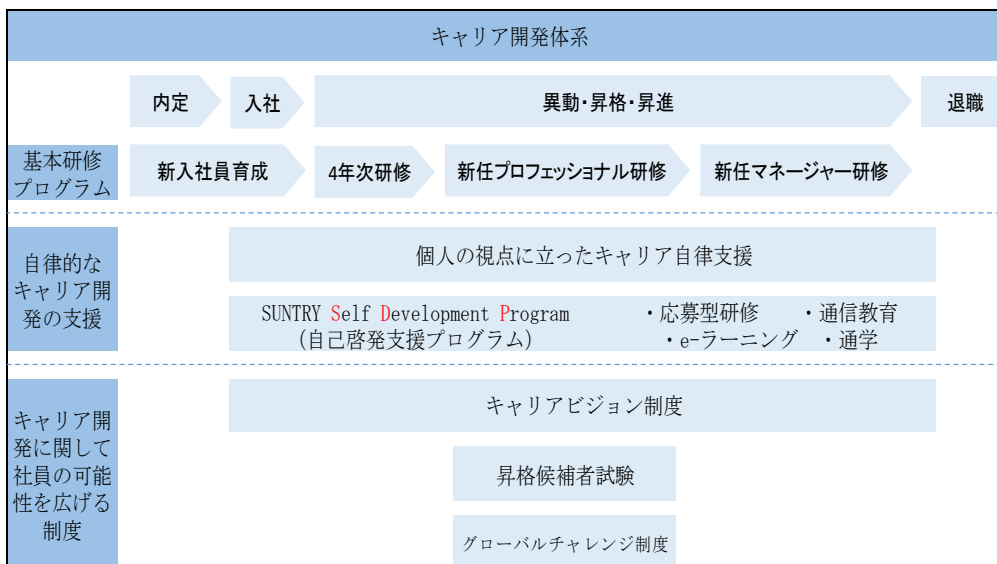 キャリア開発体系
内定
入社
異動・昇格・昇進
退職
基本研修
プログラム
新入社員育成
4年次研修
新任プロフェッショナル研修
新任マネージャー研修
自律的な
キャリア開
発の支援
個人の視点に立ったキャリア自律支援
SUNTRY Self Development Program ・応募型研修 ・通信教育
(自己啓発支援プログラム) ・e-ラーニング ・通学
キャリア開
発に関して
社員の可能
性を広げる
制度
キャリアビジョン制度
昇格候補者試験
グローバルチャレンジ制度